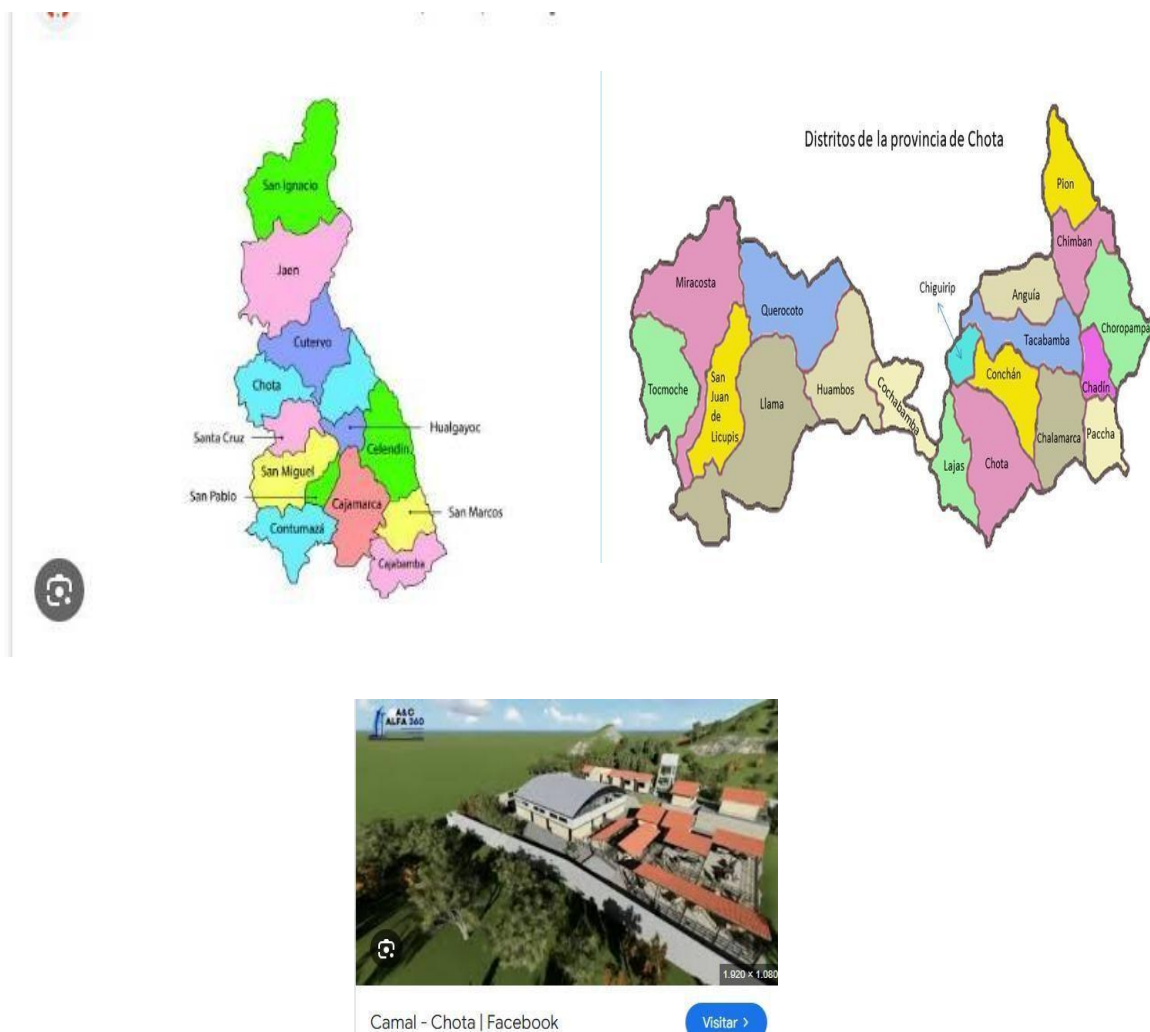 San Ignacio
Jaen
Cutervo
Chota
Santa Cruz
Hualgayoc
Celendín
San Miguel
San Pablo
Cajamarca
San Marcos
Contumazá
Cajabamba
Distritos de la provincia de Chota
Pion
Chimban
Miracosta
Chiguirip
Anguía
Querocoto
Choropampa
Tacabamba
Tocmoche
San
Juan
de
Licupis
Llama
Huambos
Cochabamba
Conchán
Chadín
Lajas
Chota
Chalamarca
Paccha
A&C
ALFA 360
1.920 × 1.080
Camal - Chota | Facebook
Visitar >